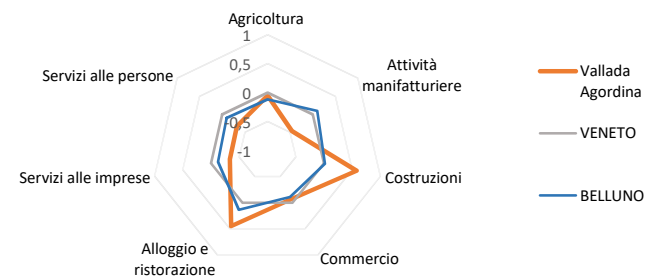 Agricoltura
1
0,5
0
-0,5
-1
Attività
manifatturiere
Costruzioni
Commercio
Alloggio e
ristorazione
Servizi alle imprese
Servizi alle persone
Vallada
Agordina
VENETO
BELLUNO